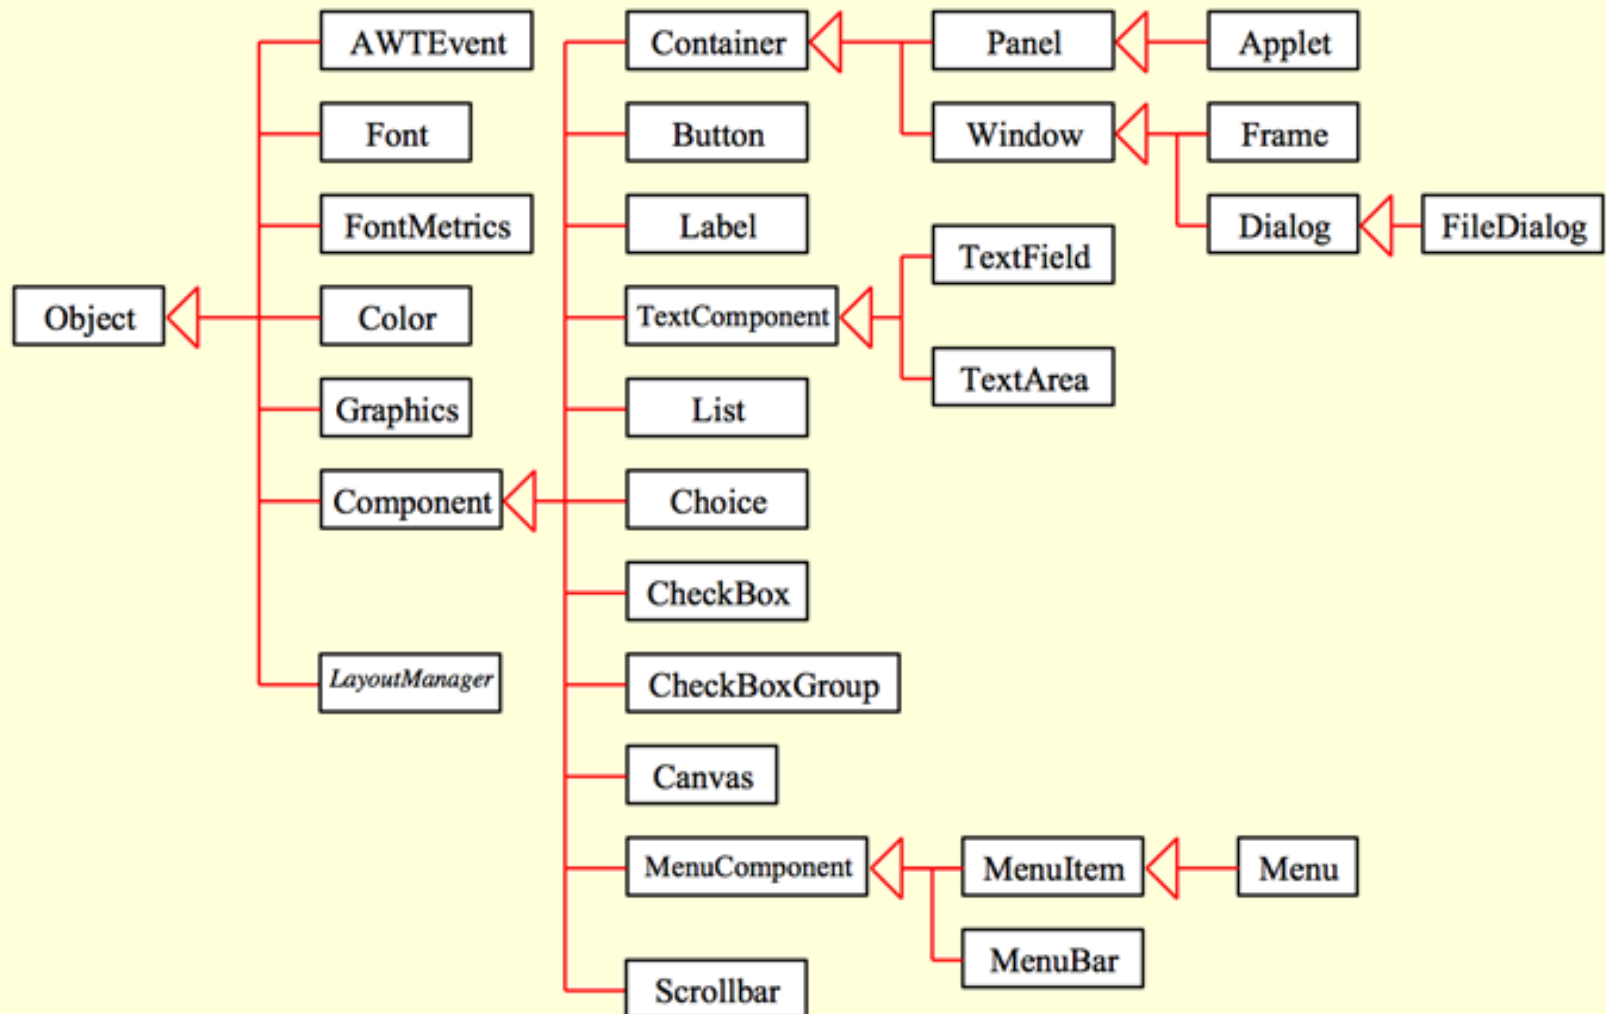 Object
AWTEvent
Font
FontMetrics
Color
Graphics
Component
LayoutManager
Container
Button
Label
TextComponent
List
Choice
CheckBox
CheckBoxGroup
Canvas
MenuComponent
Scrollbar
Panel
Window
TextField
TextArea
MenuItem
MenuBar
Applet
Frame
Dialog
Menu
FileDialog